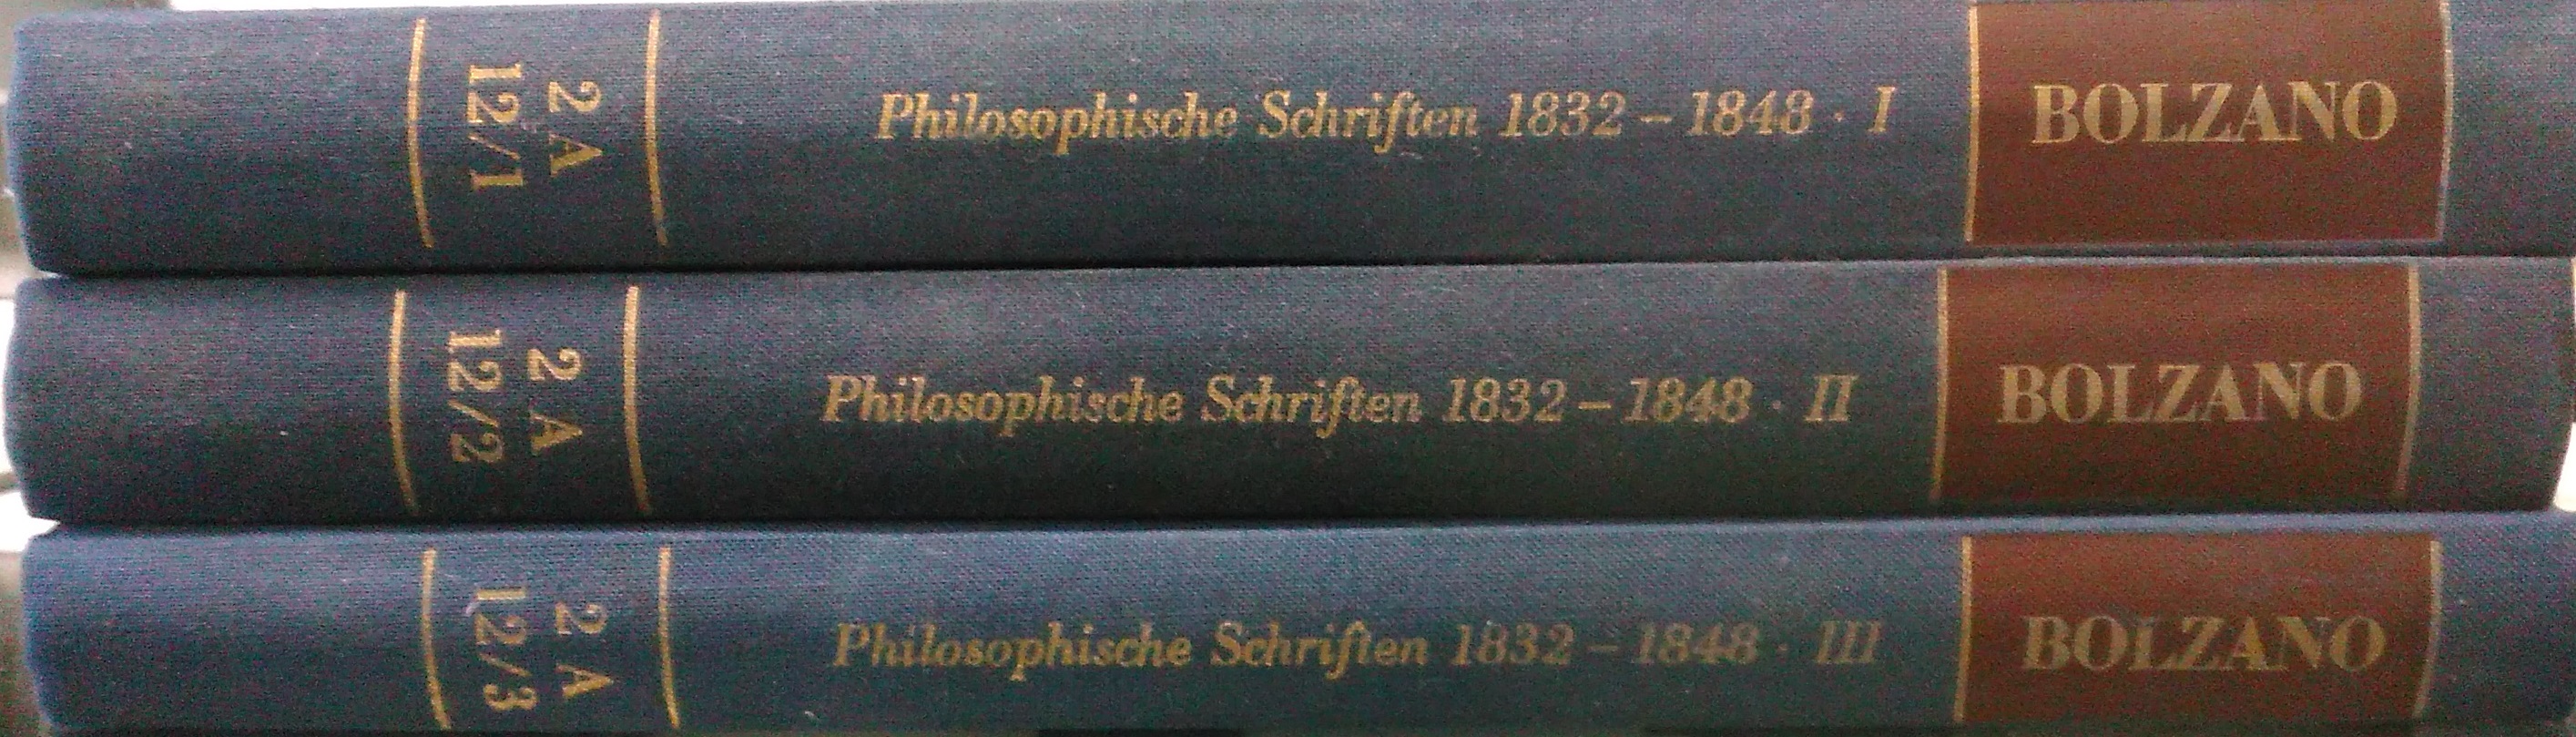 2 A
12/1
Philosophische Schriften 1832 – 1848 · I
BOLZANO
2 A
12/2
Philosophische Schriften 1832 – 1848 · II
BOLZANO
2 A
12/3
Philosophische Schriften 1832 – 1848 · III
BOLZANO